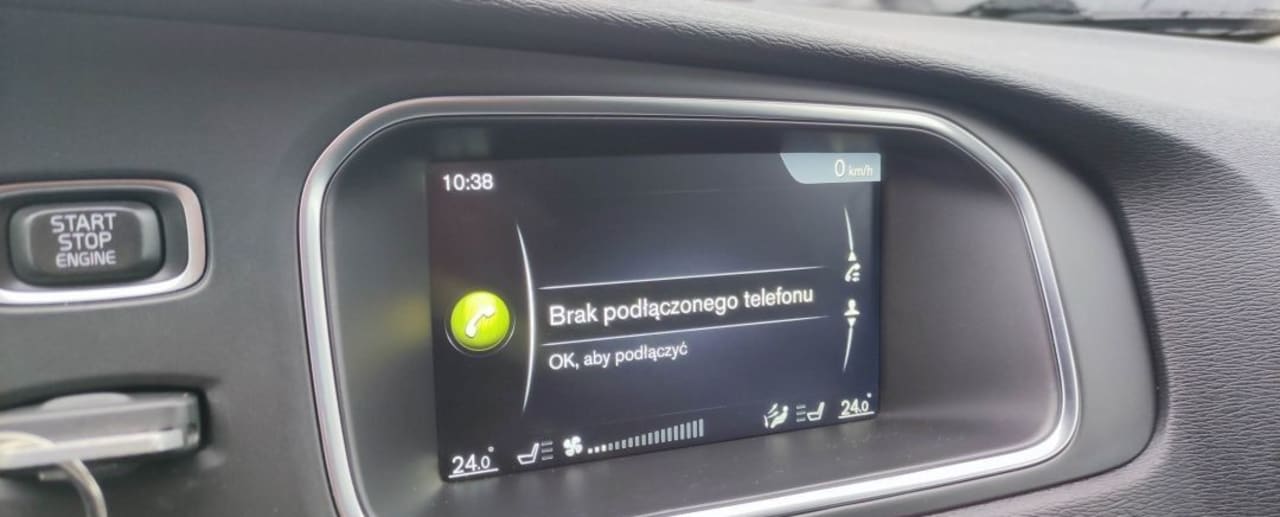 START
STOP
ENGINE
10:38
0 km/h
Brak podłączonego telefonu
OK, aby podłączyć
24.0°
24.0°